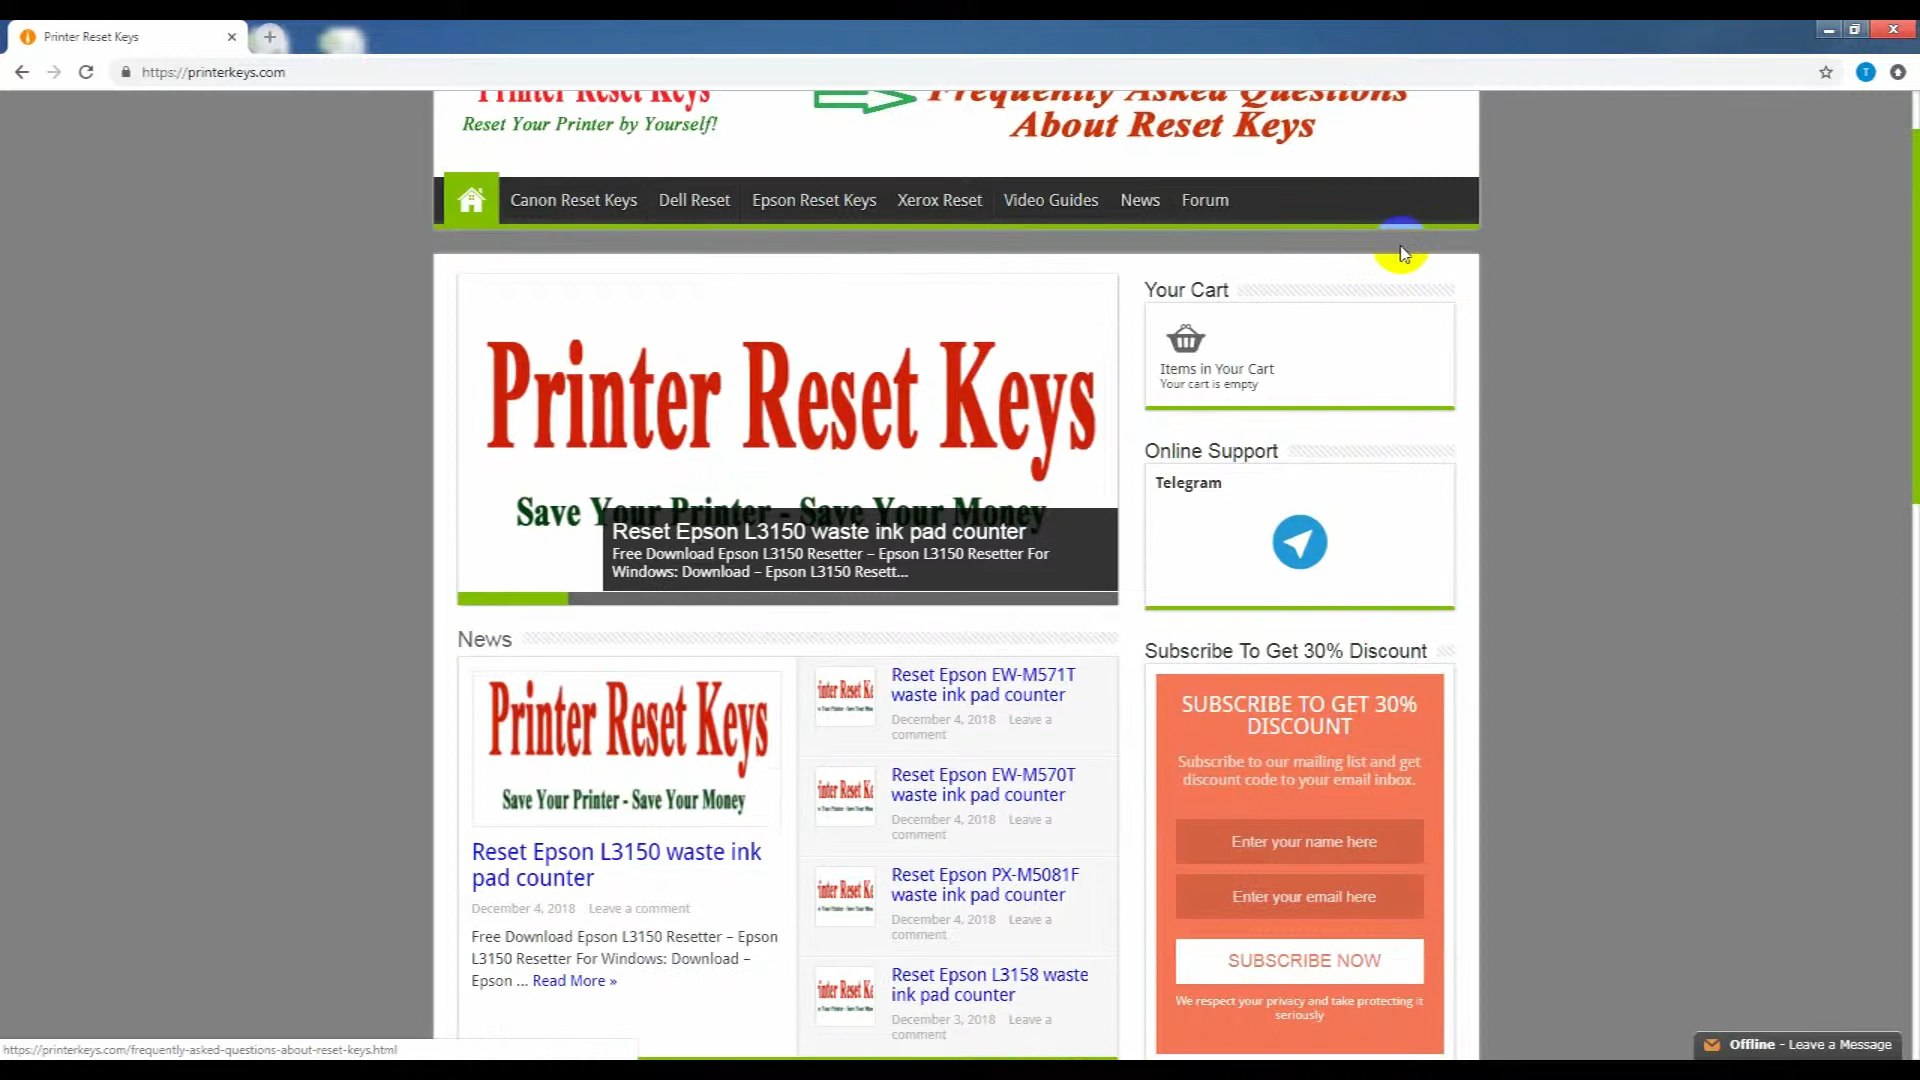 Printer Reset Keys
https://printerkeys.com
T
Printer Reset Keys
Reset Your Printer by Yourself!
Frequently Asked Questions
About Reset Keys
Canon Reset Keys
Dell Reset
Epson Reset Keys
Xerox Reset
Video Guides
News
Forum
Printer Reset Keys
Save Your Printer - Save Your Money
Reset Epson L3150 waste ink pad counter
Free Download Epson L3150 Resetter – Epson L3150 Resetter For
Windows: Download – Epson L3150 Resett...
News
Printer Reset Keys
Save Your Printer - Save Your Money
Reset Epson L3150 waste ink
pad counter
December 4, 2018 Leave a comment
Free Download Epson L3150 Resetter – Epson
L3150 Resetter For Windows: Download –
Epson ... Read More »
Reset Epson EW-M571T
waste ink pad counter
December 4, 2018 Leave a
comment
Reset Epson EW-M570T
waste ink pad counter
December 4, 2018 Leave a
comment
Reset Epson PX-M5081F
waste ink pad counter
December 4, 2018 Leave a
comment
Reset Epson L3158 waste
ink pad counter
December 3, 2018 Leave a
comment
Your Cart
Items in Your Cart
Your cart is empty
Online Support
Telegram
Subscribe To Get 30% Discount
SUBSCRIBE TO GET 30%
DISCOUNT
Subscribe to our mailing list and get
discount code to your email inbox.
Enter your name here
Enter your email here
SUBSCRIBE NOW
We respect your privacy and take protecting it
seriously
https://printerkeys.com/frequently-asked-questions-about-reset-keys.html
Offline - Leave a Message